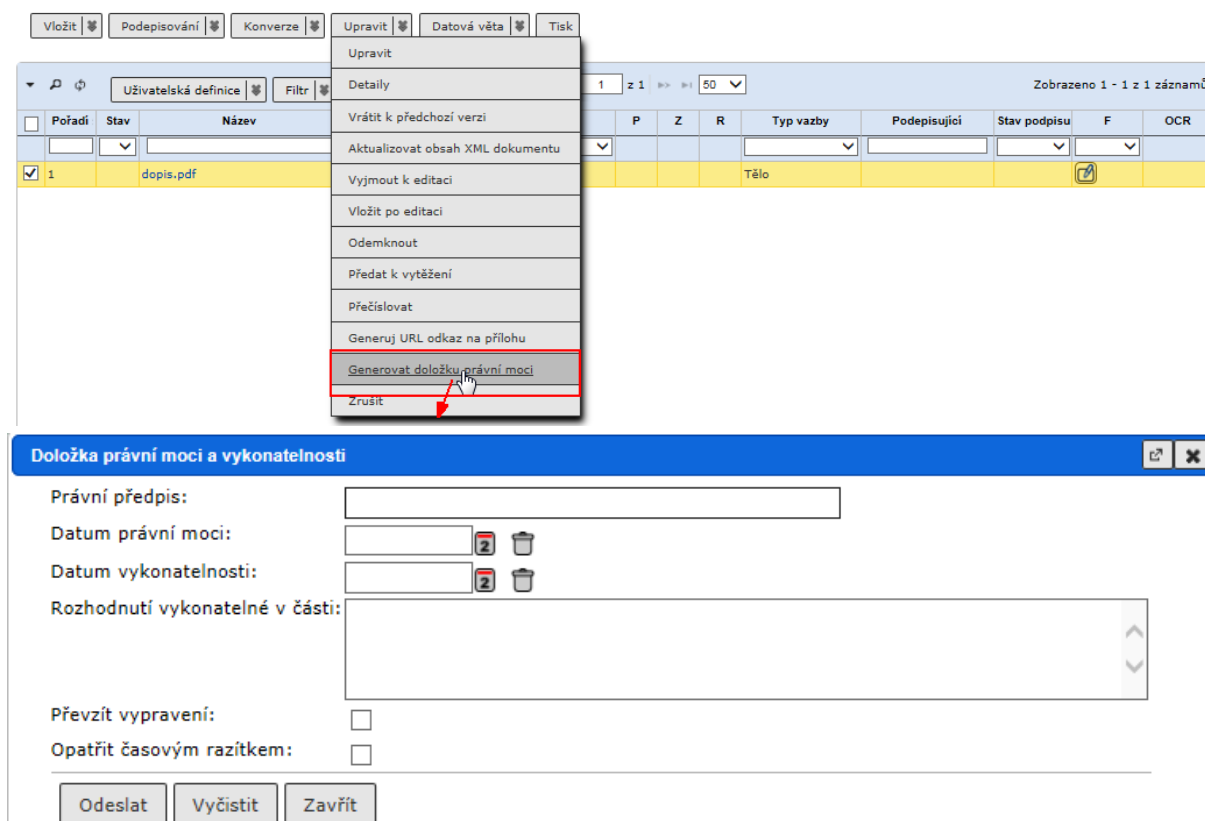 Vložit Podepisování Konverze Upravit Datová věta Tisk
Upravit
Detaily
Vrátit k předchozí verzi
Aktualizovat obsah XML dokumentu
Vyjmout k editaci
Vložit po editaci
Odemknout
Předat k vytěžení
Přečíslovat
Generuj URL odkaz na přílohu
Generovat doložku právní moci
Zrušit
Uživatelská definice Filtr 1 z 1 50 Zobrazeno 1 - 1 z 1 záznamů
Pořadí Stav Název P Z R Typ vazby Podepisující Stav podpisu F OCR
1 dopis.pdf Tělo
Doložka právní moci a vykonatelnosti
Právní předpis:
Datum právní moci: 2
Datum vykonatelnosti: 2
Rozhodnutí vykonatelné v části:
Převzít vypravení:
Opatřit časovým razítkem:
Odeslat Vyčistit Zavřít